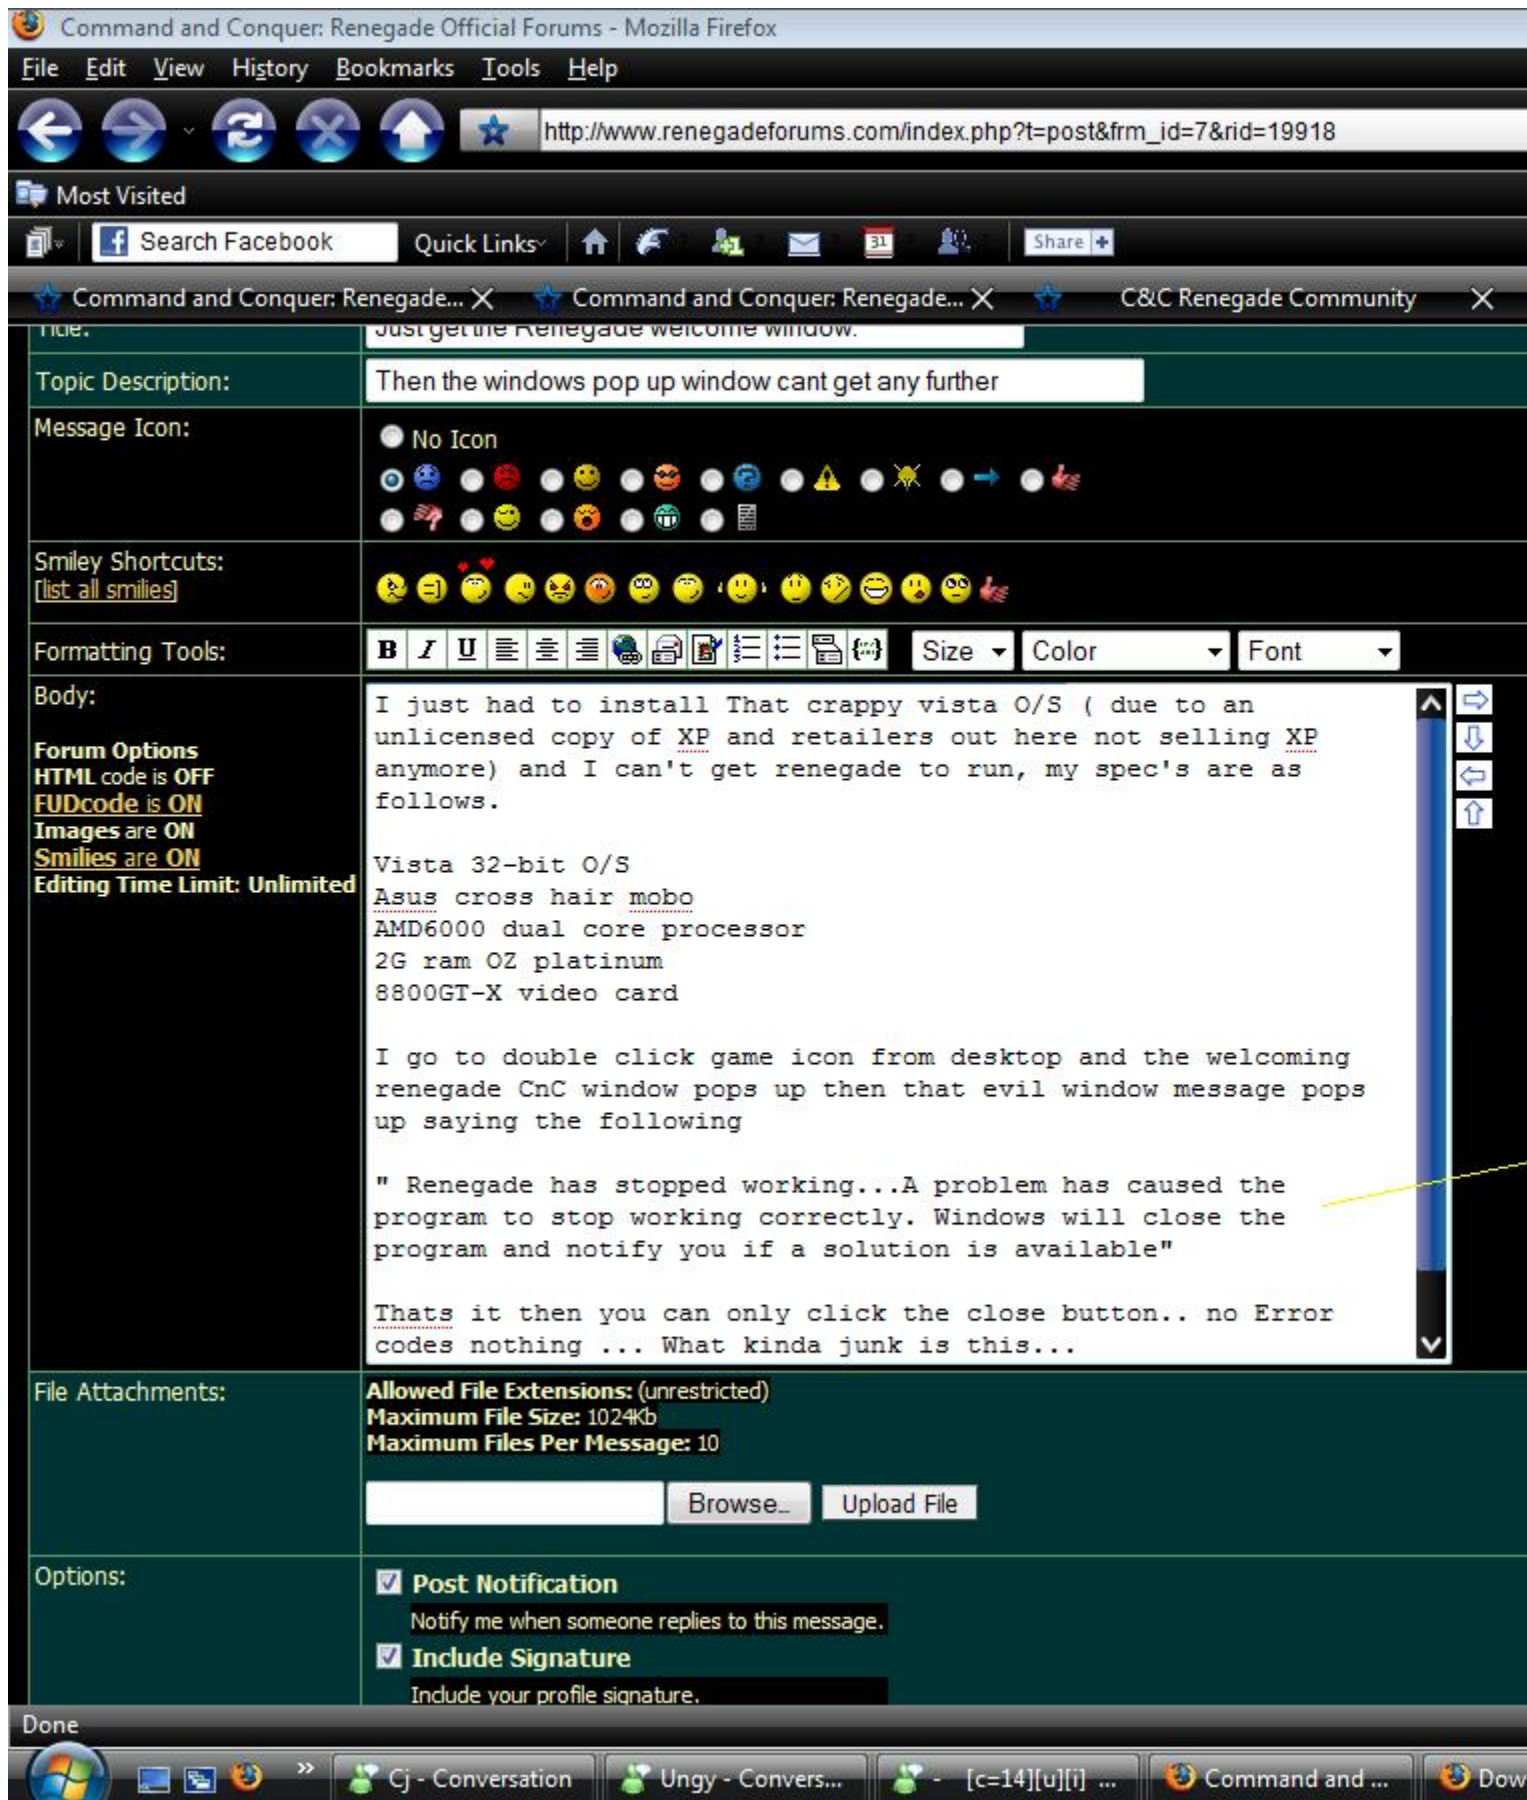 Command and Conquer: Renegade Official Forums - Mozilla Firefox
File Edit View History Bookmarks Tools Help
http://www.renegadeforums.com/index.php?t=post&frm_id=7&rid=19918
Most Visited
Search Facebook Quick Links 31 Share +
Command and Conquer: Renegade... Command and Conquer: Renegade... C&C Renegade Community
Title: Just get the Renegade welcome window.
Topic Description: Then the windows pop up window cant get any further
Message Icon:
No Icon
Smiley Shortcuts:
[list all smilies]
Formatting Tools: B I U Size Color Font
Body:
Forum Options
HTML code is OFF
FUDcode is ON
Images are ON
Smilies are ON
Editing Time Limit: Unlimited
I just had to install That crappy vista O/S ( due to an
unlicensed copy of XP and retailers out here not selling XP
anymore) and I can't get renegade to run, my spec's are as
follows.
Vista 32-bit O/S
Asus cross hair mobo
AMD6000 dual core processor
2G ram OZ platinum
8800GT-X video card
I go to double click game icon from desktop and the welcoming
renegade CnC window pops up then that evil window message pops
up saying the following
" Renegade has stopped working...A problem has caused the
program to stop working correctly. Windows will close the
program and notify you if a solution is available"
Thats it then you can only click the close button.. no Error
codes nothing ... What kinda junk is this...
File Attachments:
Allowed File Extensions: (unrestricted)
Maximum File Size: 1024Kb
Maximum Files Per Message: 10
Browse... Upload File
Options:
Post Notification
Notify me when someone replies to this message.
Include Signature
Include your profile signature.
Done
» Cj - Conversation Ungy - Convers... - [c=14][u][i] ... Command and ... Dow